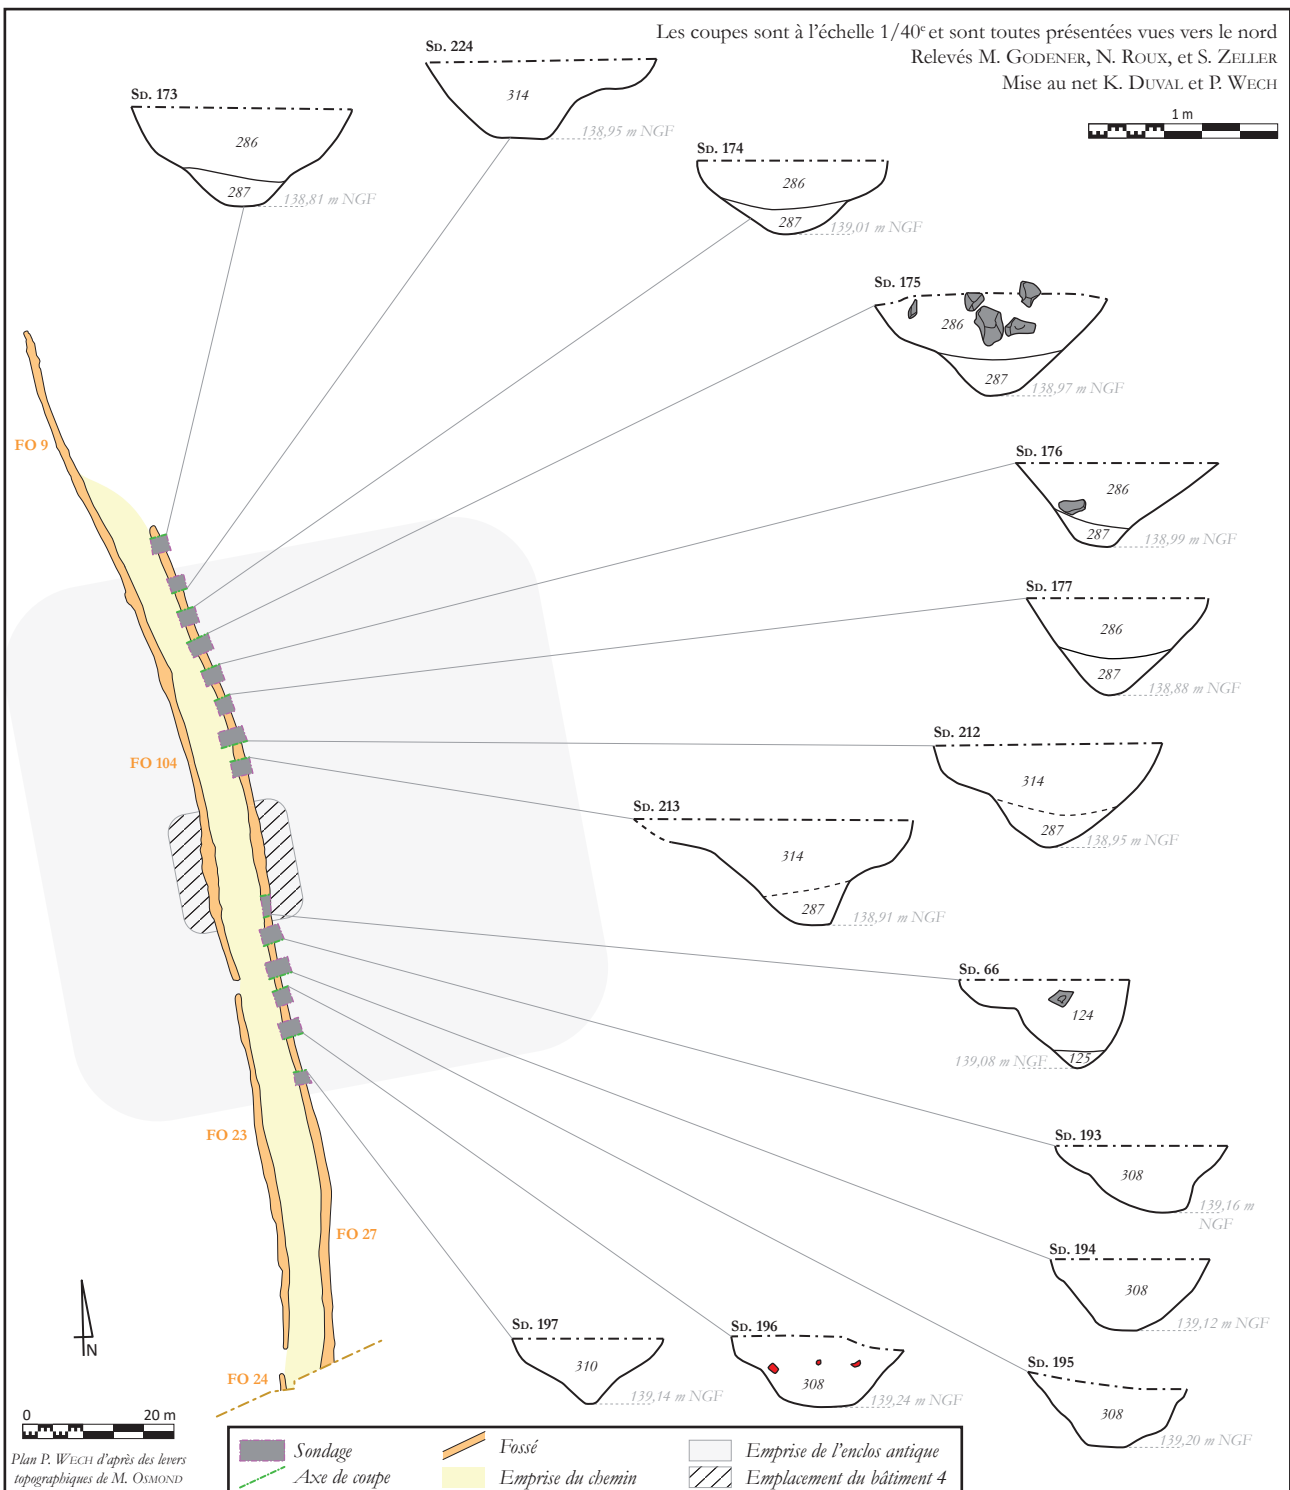 Les coupes sont à l'échelle 1/40e et sont toutes présentées vues vers le nord
Relevés M. GODENER, N. ROUX, et S. ZELLER
Mise au net K. DUVAL et P. WECH
1 m
SD. 224
314
138,95 m NGF
SD. 173
286
287
138,81 m NGF
SD. 174
286
287
139,01 m NGF
SD. 175
286
287
138,97 m NGF
SD. 176
286
287
138,99 m NGF
SD. 177
286
287
138,88 m NGF
SD. 212
314
287
138,95 m NGF
SD. 213
314
287
138,91 m NGF
SD. 66
124
125
139,08 m NGF
SD. 193
308
139,16 m
NGF
SD. 194
308
139,12 m NGF
SD. 195
308
139,20 m NGF
SD. 196
308
139,24 m NGF
SD. 197
310
139,14 m NGF
FO 9
FO 104
FO 23
FO 27
FO 24
N
0 20 m
Plan P. WECH d'après des levers
topographiques de M. OSMOND
Sondage
Axe de coupe
Fossé
Emprise du chemin
Emprise de l'enclos antique
Emplacement du bâtiment 4